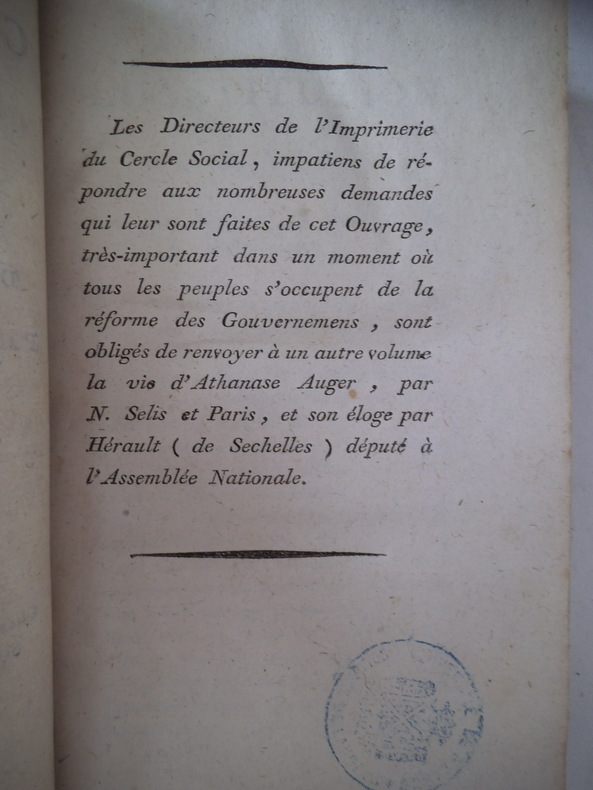 Les Directeurs de l'Imprimerie
du Cercle Social, impatiens de ré-
pondre aux nombreuses demandes
qui leur sont faites de cet Ouvrage,
très-important dans un moment où
tous les peuples s'occupent de la
réforme des Gouvernemens, sont
obligés de renvoyer à un autre volume
la vie d'Athanase Auger, par
N. Selis et Paris, et son éloge par
Hérault ( de Sechelles ) député à
l'Assemblée Nationale.